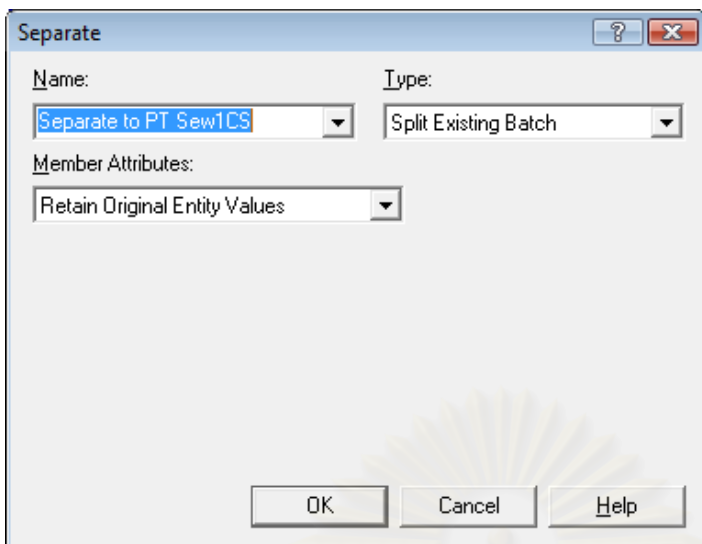 Separate
Name: Type:
Separate to PT Sew1CS Split Existing Batch
Member Attributes:
Retain Original Entity Values
OK Cancel Help